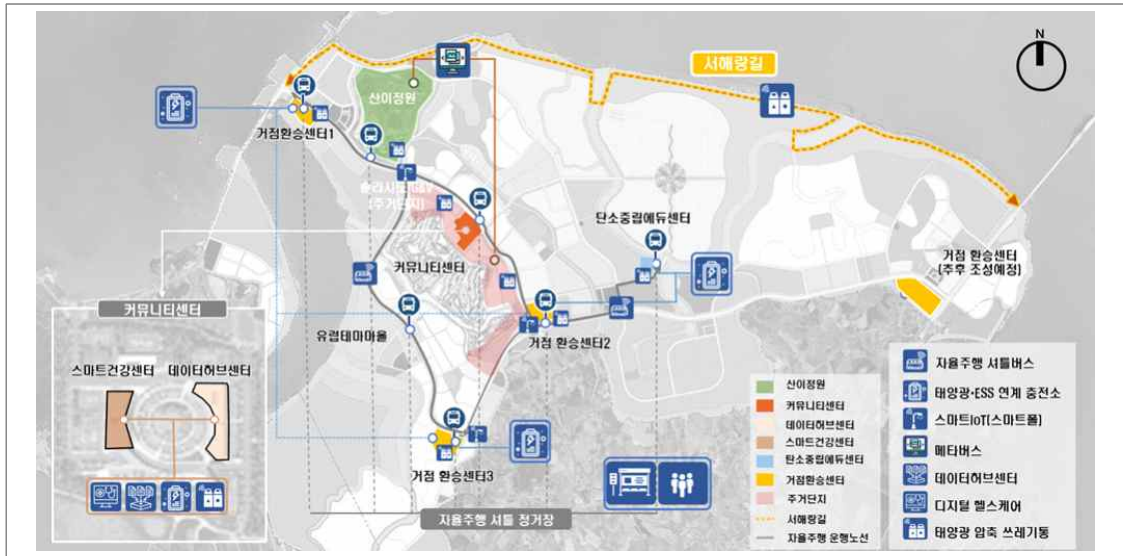 N
서해랑길
산이정원
거점환승센터1
솔라시도 G&V
(주거단지)
탄소중립에듀센터
커뮤니티센터
거점 환승센터
(추후 조성예정)
커뮤니티센터
유럽테마마을
거점 환승센터2
스마트건강센터
데이터허브센터
거점 환승센터3
자율주행 셔틀 정거장
산이정원
커뮤니티센터
데이터허브센터
스마트건강센터
탄소중립에듀센터
거점환승센터
주거단지
서해랑길
자율주행 운행노선
자율주행 셔틀버스
태양광·ESS 연계 충전소
스마트IoT(스마트폴)
메타버스
데이터허브센터
디지털 헬스케어
태양광 압축 쓰레기통